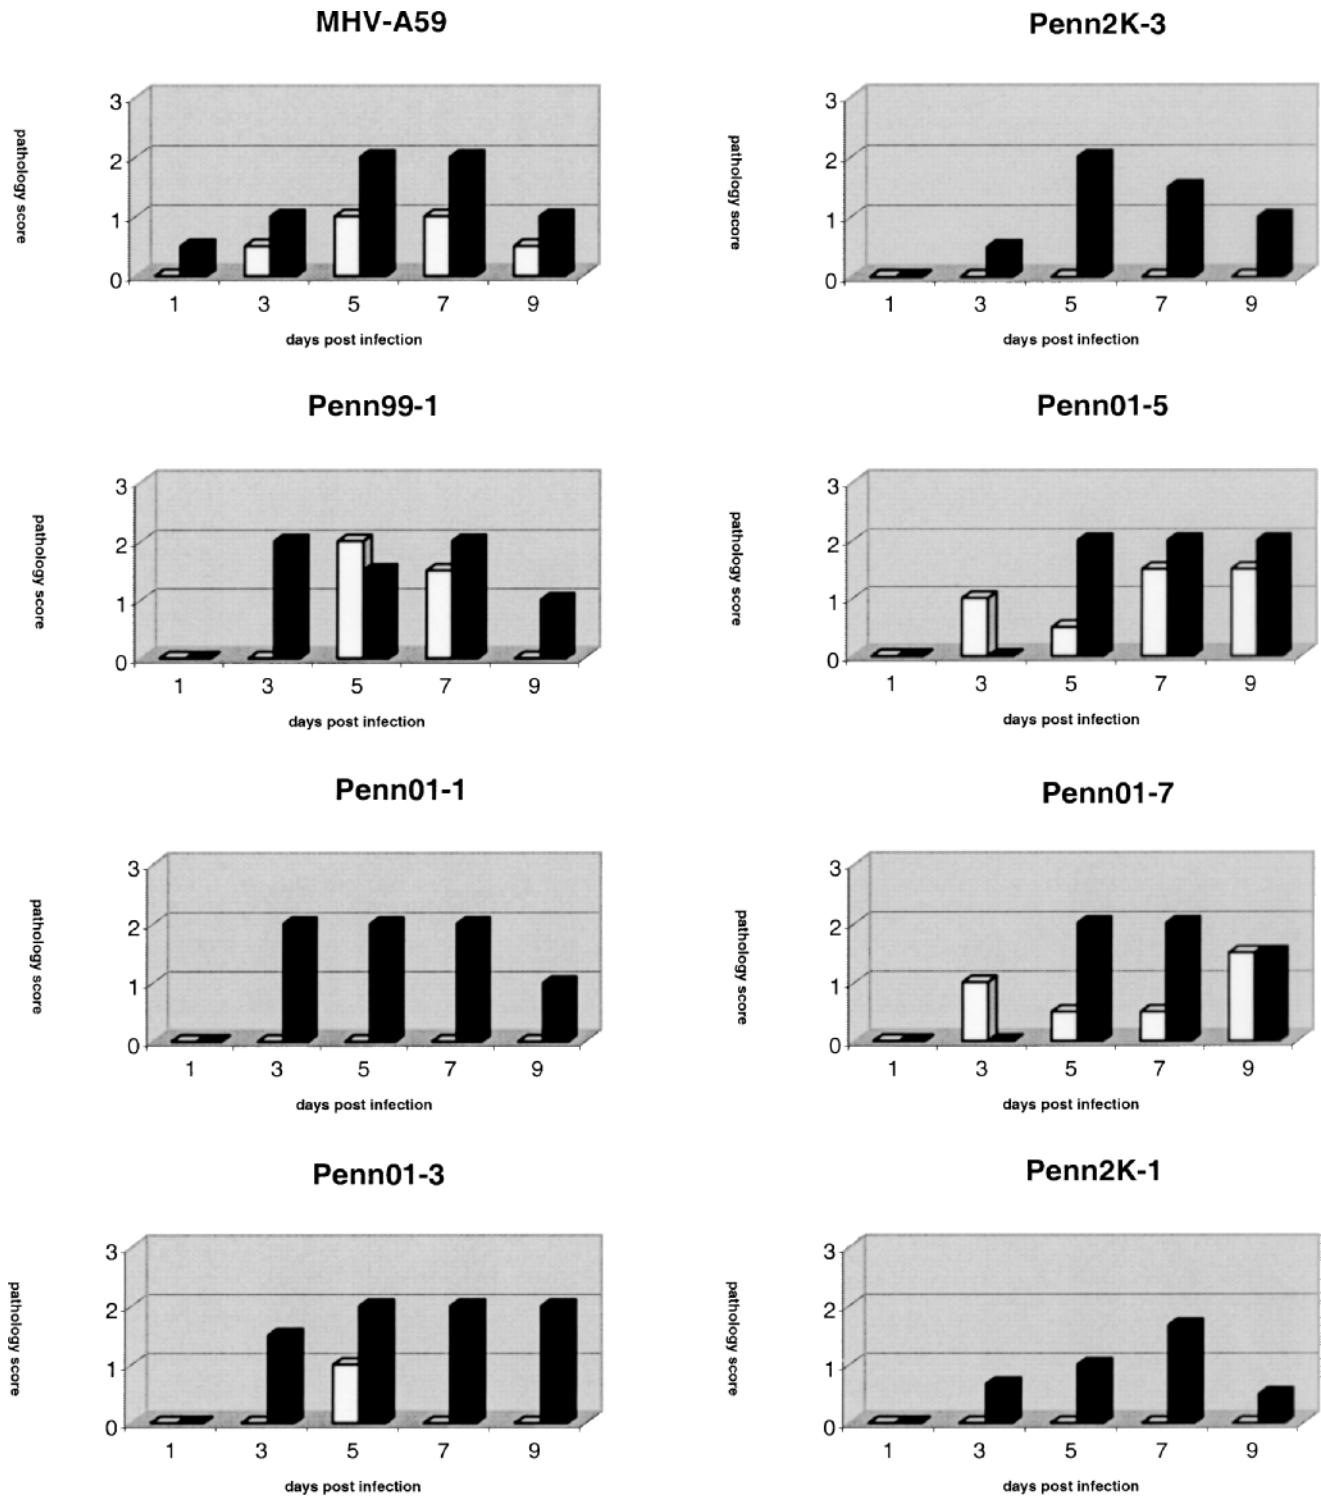 MHV-A59
3
2
1
0
pathology score
1 3 5 7 9
days post infection
Penn2K-3
3
2
1
0
pathology score
1 3 5 7 9
days post infection
Penn99-1
3
2
1
0
pathology score
1 3 5 7 9
days post infection
Penn01-5
3
2
1
0
pathology score
1 3 5 7 9
days post infection
Penn01-1
3
2
1
0
pathology score
1 3 5 7 9
days post infection
Penn01-7
3
2
1
0
pathology score
1 3 5 7 9
days post infection
Penn01-3
3
2
1
0
pathology score
1 3 5 7 9
days post infection
Penn2K-1
3
2
1
0
pathology score
1 3 5 7 9
days post infection